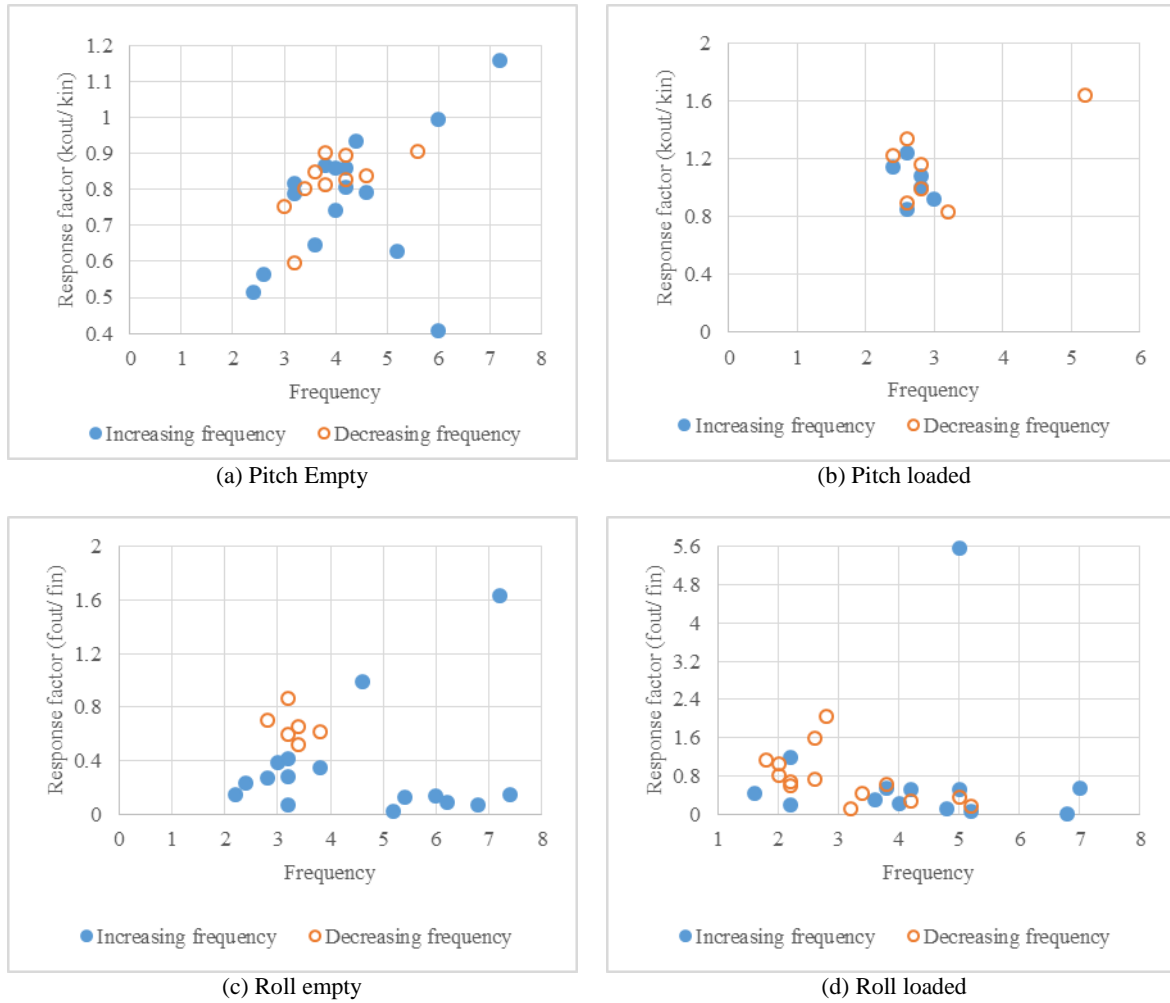 Response factor (kout/ kin)
1.2
1.1
1
0.9
0.8
0.7
0.6
0.5
0.4
0 1 2 3 4 5 6 7 8
Frequency
Increasing frequency Decreasing frequency
(a) Pitch Empty
Response factor (kout/ kin)
2
1.6
1.2
0.8
0.4
0
0 1 2 3 4 5 6
Frequency
Increasing frequency Decreasing frequency
(b) Pitch loaded
Response factor (fout/ fin)
2
1.6
1.2
0.8
0.4
0
0 1 2 3 4 5 6 7 8
Frequency
Increasing frequency Decreasing frequency
(c) Roll empty
Response factor (fout/ fin)
5.6
4.8
4
3.2
2.4
1.6
0.8
0
1 2 3 4 5 6 7 8
Frequency
Increasing frequency Decreasing frequency
(d) Roll loaded